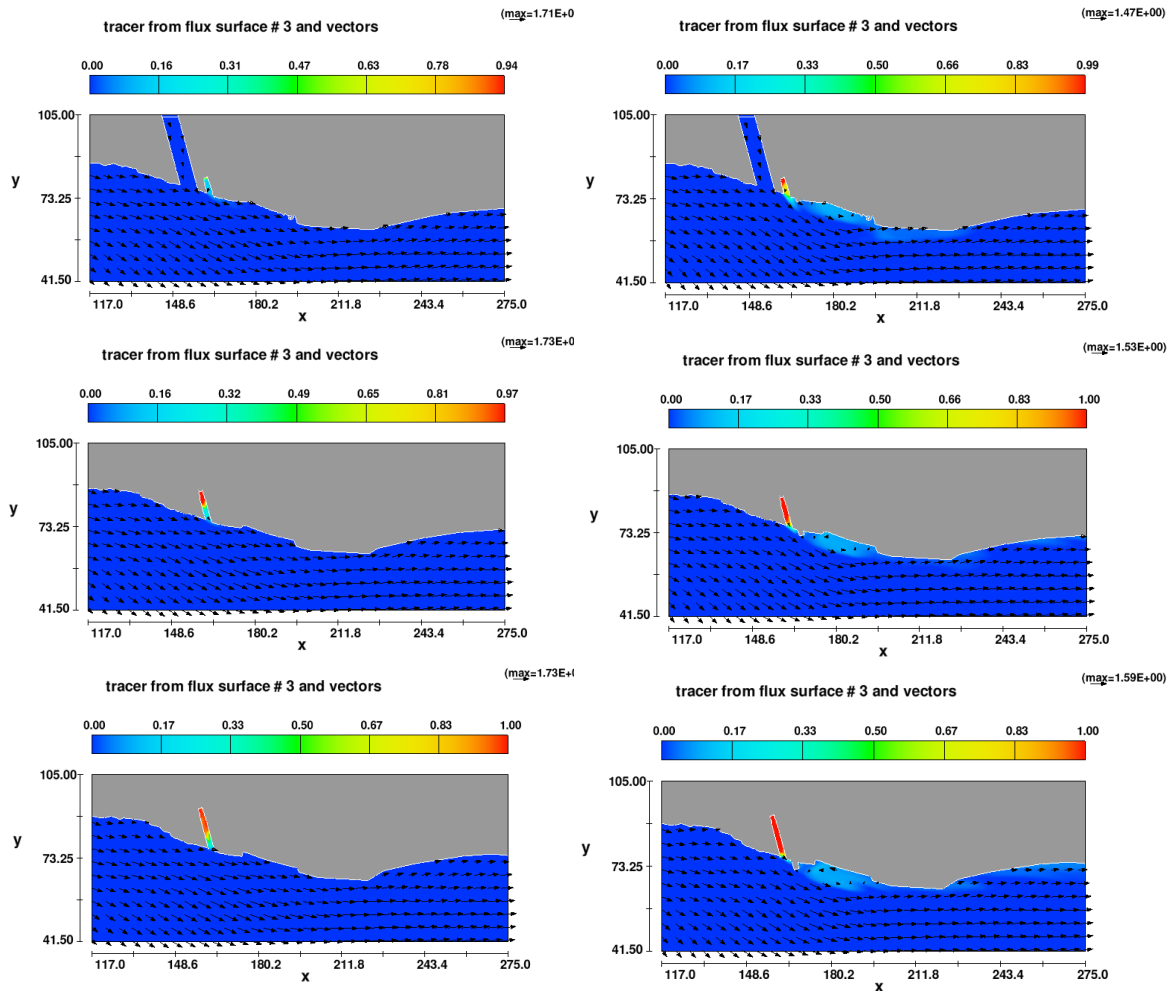 (max=1.71E+0
tracer from flux surface # 3 and vectors
0.00 0.16 0.31 0.47 0.63 0.78 0.94
105.00
y
73.25
41.50
117.0 148.6 180.2 211.8 243.4 275.0
x
(max=1.47E+00)
tracer from flux surface # 3 and vectors
0.00 0.17 0.33 0.50 0.66 0.83 0.99
105.00
y
73.25
41.50
117.0 148.6 180.2 211.8 243.4 275.0
x
(max=1.73E+0
tracer from flux surface # 3 and vectors
0.00 0.16 0.32 0.49 0.65 0.81 0.97
105.00
y
73.25
41.50
117.0 148.6 180.2 211.8 243.4 275.0
x
(max=1.53E+00)
tracer from flux surface # 3 and vectors
0.00 0.17 0.33 0.50 0.66 0.83 1.00
105.00
y
73.25
41.50
117.0 148.6 180.2 211.8 243.4 275.0
x
(max=1.73E+(
tracer from flux surface # 3 and vectors
0.00 0.17 0.33 0.50 0.67 0.83 1.00
105.00
y
73.25
41.50
117.0 148.6 180.2 211.8 243.4 275.0
x
(max=1.59E+00)
tracer from flux surface # 3 and vectors
0.00 0.17 0.33 0.50 0.67 0.83 1.00
105.00
y
73.25
41.50
117.0 148.6 180.2 211.8 243.4 275.0
x